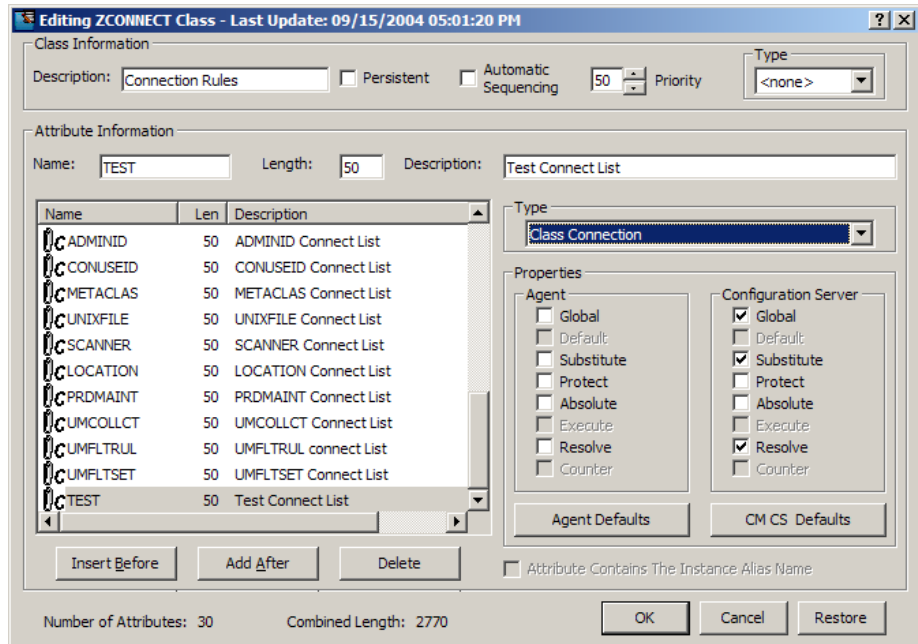 Editing ZCONNECT Class - Last Update: 09/15/2004 05:01:20 PM
Class Information
Description: Connection Rules Persistent Automatic Sequencing 50 Priority Type <none>
Attribute Information
Name: TEST Length: 50 Description: Test Connect List
Name Len Description
ADMINID 50 ADMINID Connect List
CONUSEID 50 CONUSEID Connect List
METACLAS 50 METACLAS Connect List
UNIXFILE 50 UNIXFILE Connect List
SCANNER 50 SCANNER Connect List
LOCATION 50 LOCATION Connect List
PRDMAINT 50 PRDMAINT Connect List
UMCOLLCT 50 UMCOLLCT Connect List
UMFLTRUL 50 UMFLTRUL connect List
UMFLTSET 50 UMFLTSET Connect List
TEST 50 Test Connect List
Insert Before Add After Delete
Type
Class Connection
Properties
Agent
Global
Default
Substitute
Protect
Absolute
Execute
Resolve
Counter
Agent Defaults
Configuration Server
Global
Default
Substitute
Protect
Absolute
Execute
Resolve
Counter
CM CS Defaults
Attribute Contains The Instance Alias Name
Number of Attributes: 30 Combined Length: 2770
OK Cancel Restore